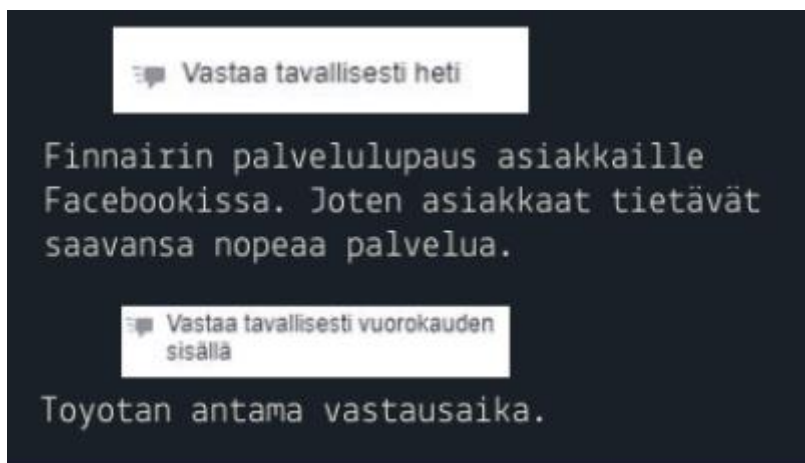 Vastaa tavallisesti heti
Finnairin palvelulupaus asiakkaille
Facebookissa. Joten asiakkaat tietävät
saavansa nopeaa palvelua.
Vastaa tavallisesti vuorokauden
sisällä
Toyotan antama vastausaika.